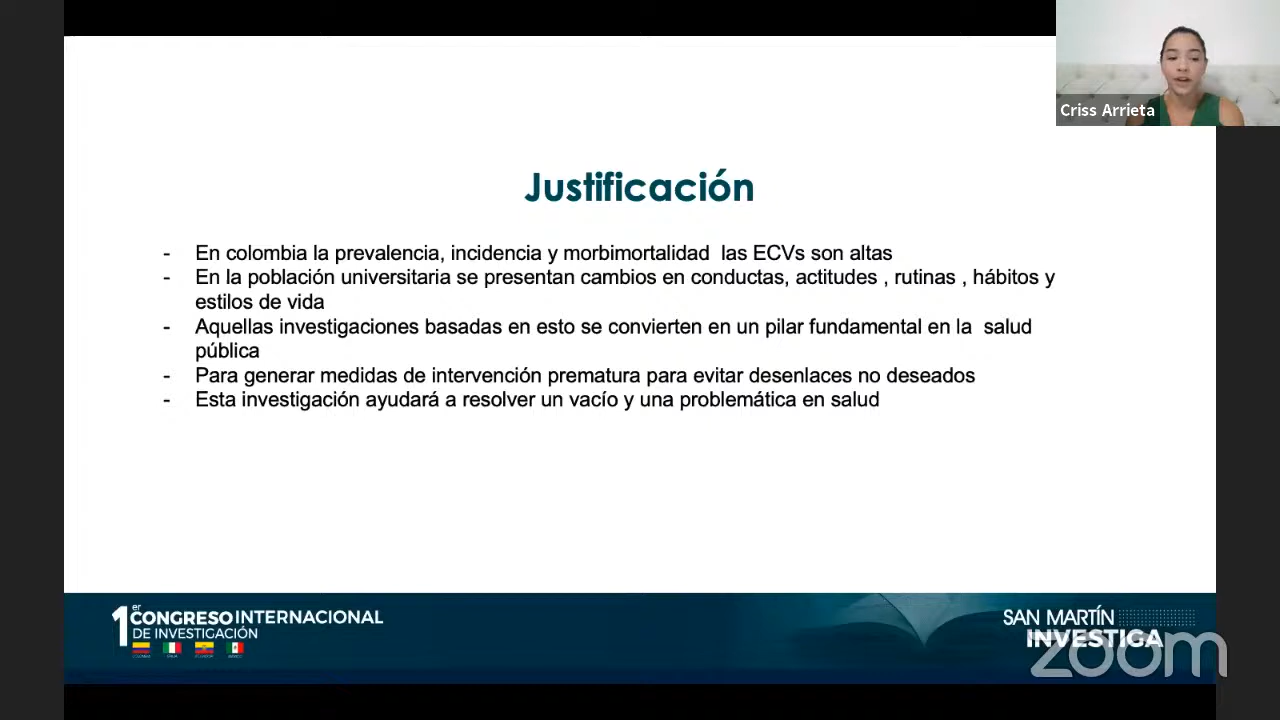 Criss Arrieta
Justificación
- En colombia la prevalencia, incidencia y morbimortalidad  las ECVs son altas
- En la población universitaria se presentan cambios en conductas, actitudes , rutinas , hábitos y
estilos de vida
- Aquellas investigaciones basadas en esto se convierten en un pilar fundamental en la  salud
pública
- Para generar medidas de intervención prematura para evitar desenlaces no deseados
- Esta investigación ayudará a resolver un vacío y una problemática en salud
1er CONGRESO INTERNACIONAL
DE INVESTIGACIÓN
SAN MARTÍN
INVESTIGA
zoom